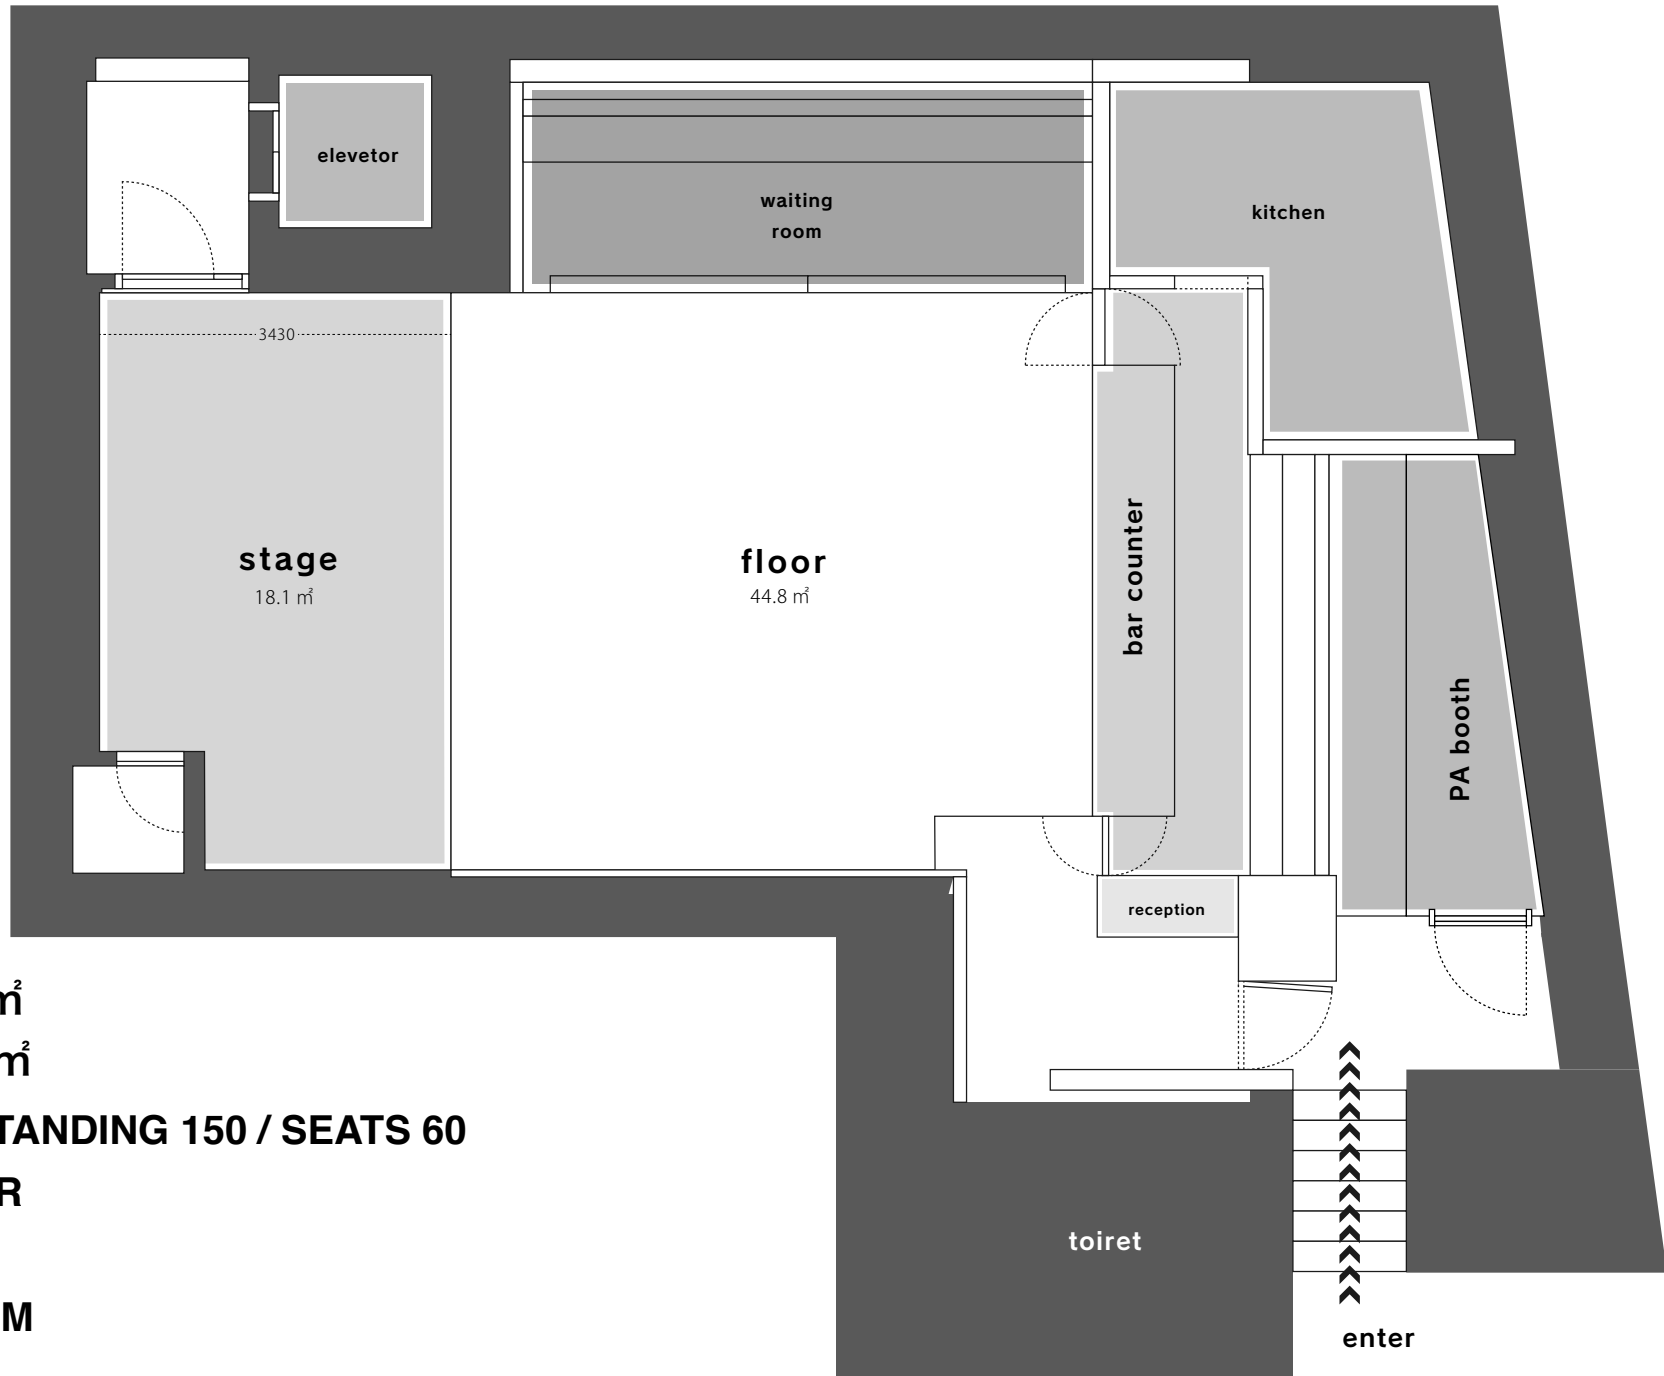 elevetor
waiting
room
kitchen
3430
stage
18.1 ㎡
floor
44.8 ㎡
bar counter
PA booth
reception
㎡
㎡
TANDING 150 / SEATS 60
R
M
toiret
enter